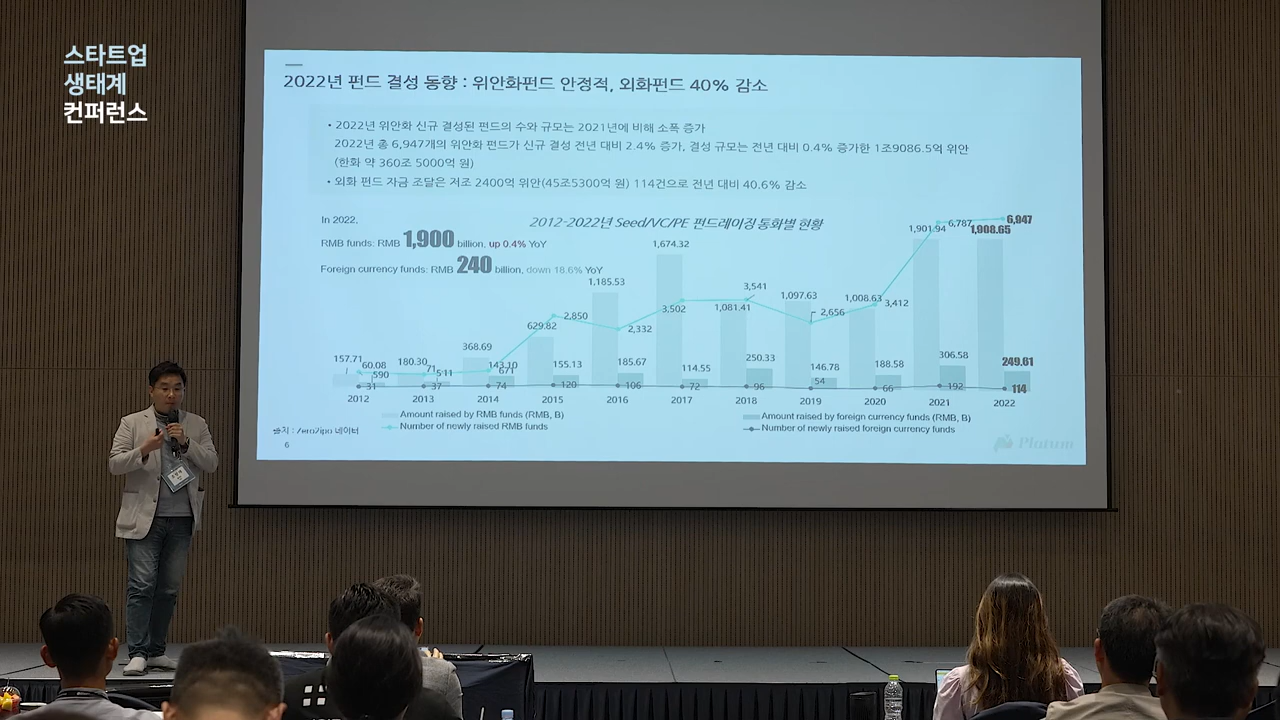 스타트업
생태계
컨퍼런스
2022년 펀드 결성 동향 : 위안화펀드 안정적, 외화펀드 40% 감소
• 2022년 위안화 신규 결성된 펀드의 수와 규모는 2021년에 비해 소폭 증가
2022년 총 6,947개의 위안화 펀드가 신규 결성 전년 대비 2.4% 증가, 결성 규모는 전년 대비 0.4% 증가한 1조9086.5억 위안
(한화 약 360조 5000억 원)
• 외화 펀드 자금 조달은 저조 2400억 위안(45조5300억 원) 114건으로 전년 대비 40.6% 감소
In 2022,
2012-2022년 Seed/VC/PE 펀드레이징 통화별 현황
RMB funds: RMB 1,900 billion, up 0.4% YoY
Foreign currency funds: RMB 240 billion, down 18.6% YoY
157.71 180.30 368.69 629.82 1,185.53 1,674.32 1,081.41 1,097.63 1,008.63 1,901.94 1,908.65
590 511 671 2,850 2,332 3,502 3,541 2,656 3,412 6,787 6,947
60.08 71 143.10 155.13 185.67 114.55 250.33 146.78 188.58 306.58 249.61
31 37 74 120 106 72 96 54 66 192 114
2012 2013 2014 2015 2016 2017 2018 2019 2020 2021 2022
Amount raised by RMB funds (RMB, B)
Amount raised by foreign currency funds (RMB, B)
Number of newly raised RMB funds
Number of newly raised foreign currency funds
출처 : Zero2ipo 데이터
6
Platum